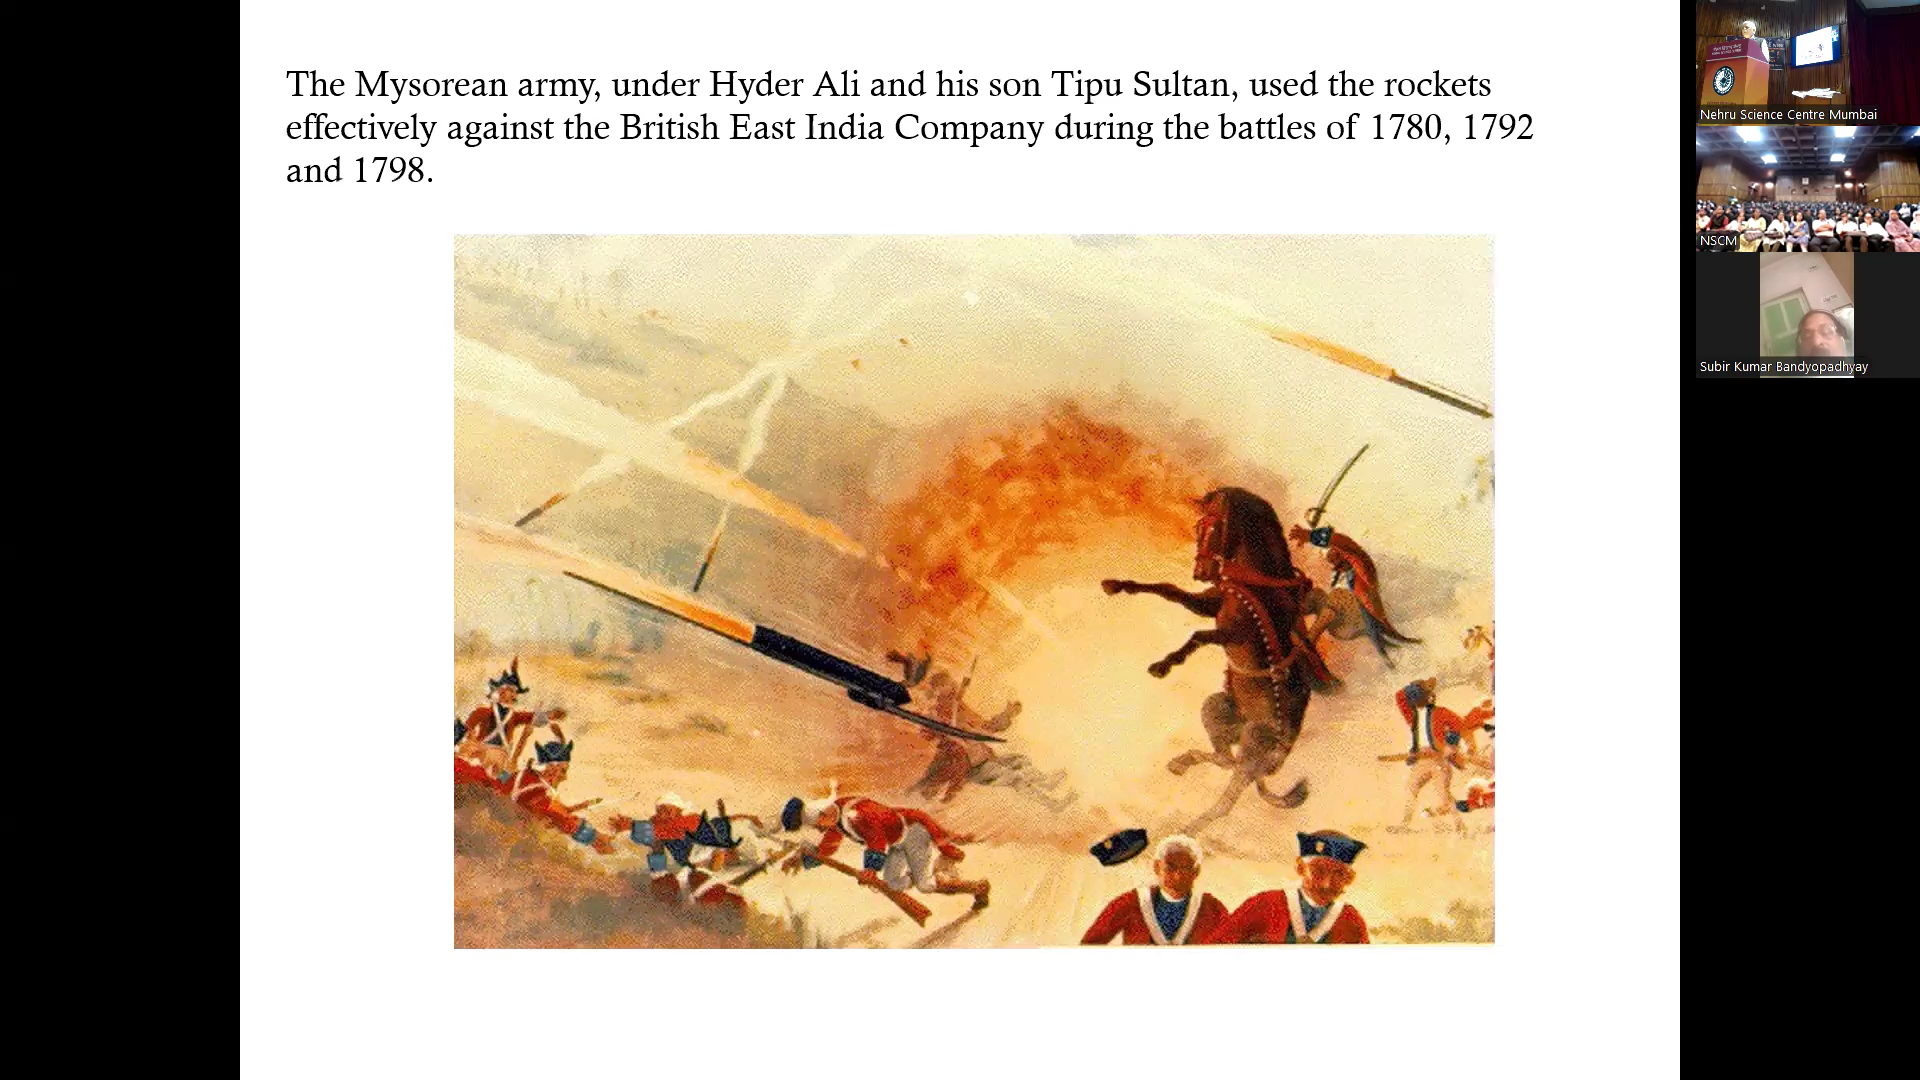 The Mysorean army, under Hyder Ali and his son Tipu Sultan, used the rockets
effectively against the British East India Company during the battles of 1780, 1792
and 1798.
Nehru Science Centre Mumbai
NSCM
Subir Kumar Bandyopadhyay